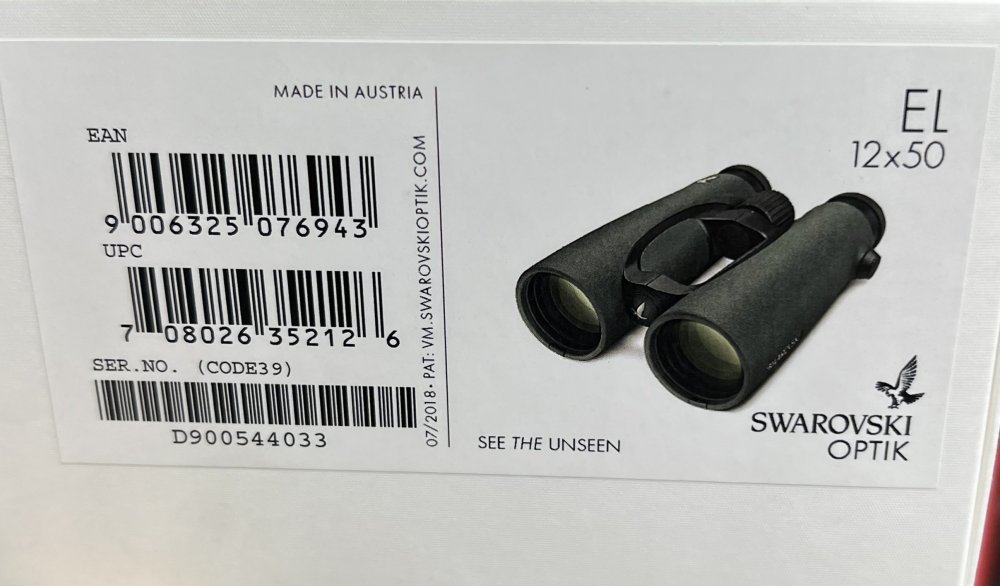 MADE IN AUSTRIA
EAN
9 006325 076943
UPC
7 08026 35212 6
SER.NO. (CODE39)
D900544033
07/2018 • PAT: VM.SWAROVSKIOPTIK.COM
EL
12x50
SEE THE UNSEEN
SWAROVSKI
OPTIK